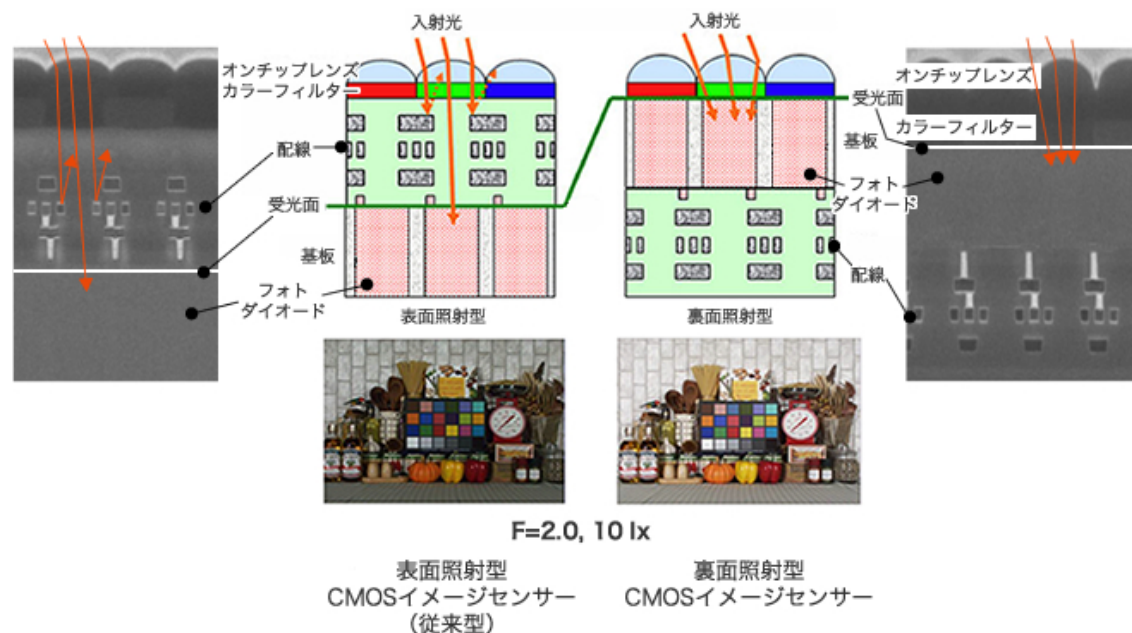 入射光
入射光
オンチップレンズ
カラーフィルター
配線
受光面
基板
フォト
ダイオード
表面照射型
オンチップレンズ
受光面
カラーフィルター
基板
フォト
ダイオード
配線
裏面照射型
F=2.0, 10 lx
表面照射型
CMOSイメージセンサー
（従来型）
裏面照射型
CMOSイメージセンサー